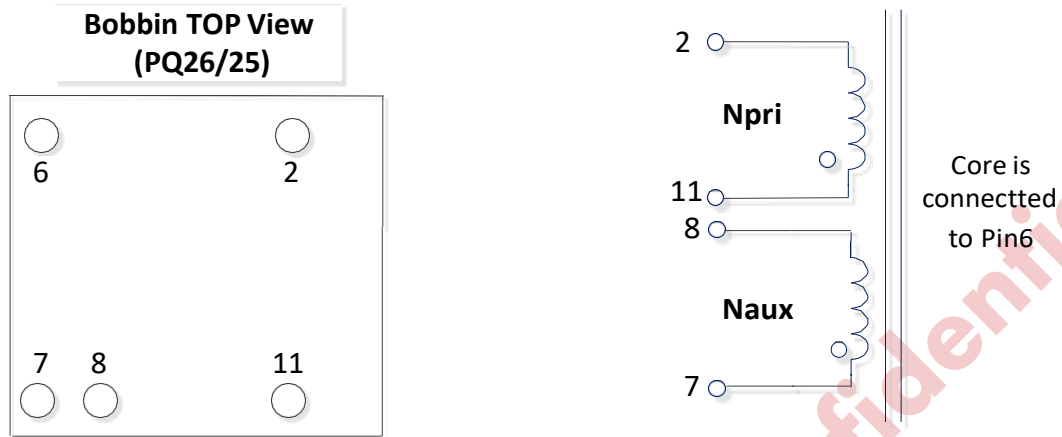 Bobbin TOP View
(PQ26/25)
6
2
7
8
11
2
Npri
11
8
Naux
7
Core is
connectted
to Pin6